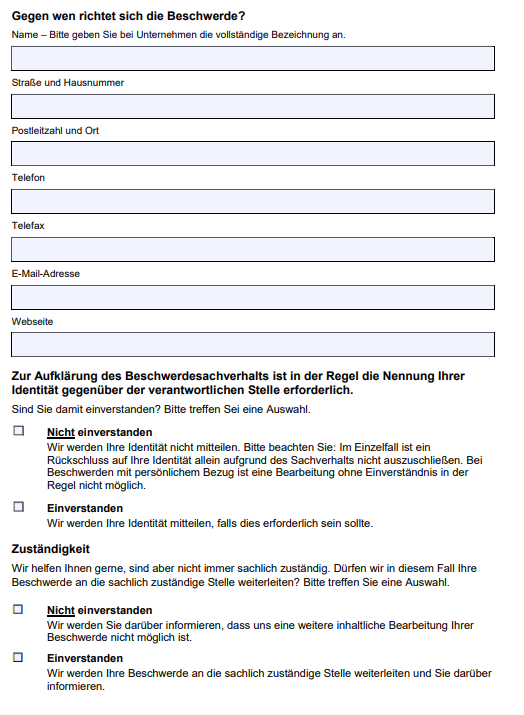 Gegen wen richtet sich die Beschwerde?
Name – Bitte geben Sie bei Unternehmen die vollständige Bezeichnung an.
Straße und Hausnummer
Postleitzahl und Ort
Telefon
Telefax
E-Mail-Adresse
Webseite
Zur Aufklärung des Beschwerdesachverhalts ist in der Regel die Nennung Ihrer
Identität gegenüber der verantwortlichen Stelle erforderlich.
Sind Sie damit einverstanden? Bitte treffen Sei eine Auswahl.
Nicht einverstanden
Wir werden Ihre Identität nicht mitteilen. Bitte beachten Sie: Im Einzelfall ist ein
Rückschluss auf Ihre Identität allein aufgrund des Sachverhalts nicht auszuschließen. Bei
Beschwerden mit persönlichem Bezug ist eine Bearbeitung ohne Einverständnis in der
Regel nicht möglich.
Einverstanden
Wir werden Ihre Identität mitteilen, falls dies erforderlich sein sollte.
Zuständigkeit
Wir helfen Ihnen gerne, sind aber nicht immer sachlich zuständig. Dürfen wir in diesem Fall Ihre
Beschwerde an die sachlich zuständige Stelle weiterleiten? Bitte treffen Sie eine Auswahl.
Nicht einverstanden
Wir werden Sie darüber informieren, dass uns eine weitere inhaltliche Bearbeitung Ihrer
Beschwerde nicht möglich ist.
Einverstanden
Wir werden Ihre Beschwerde an die sachlich zuständige Stelle weiterleiten und Sie darüber
informieren.